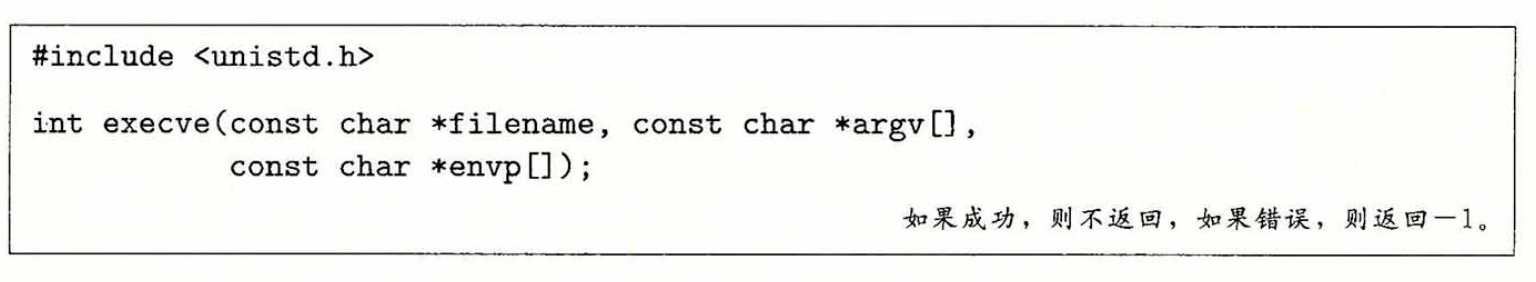 #include <unistd.h>
int execve(const char *filename, const char *argv[],
const char *envp[]);
如果成功，则不返回，如果错误，则返回－1。